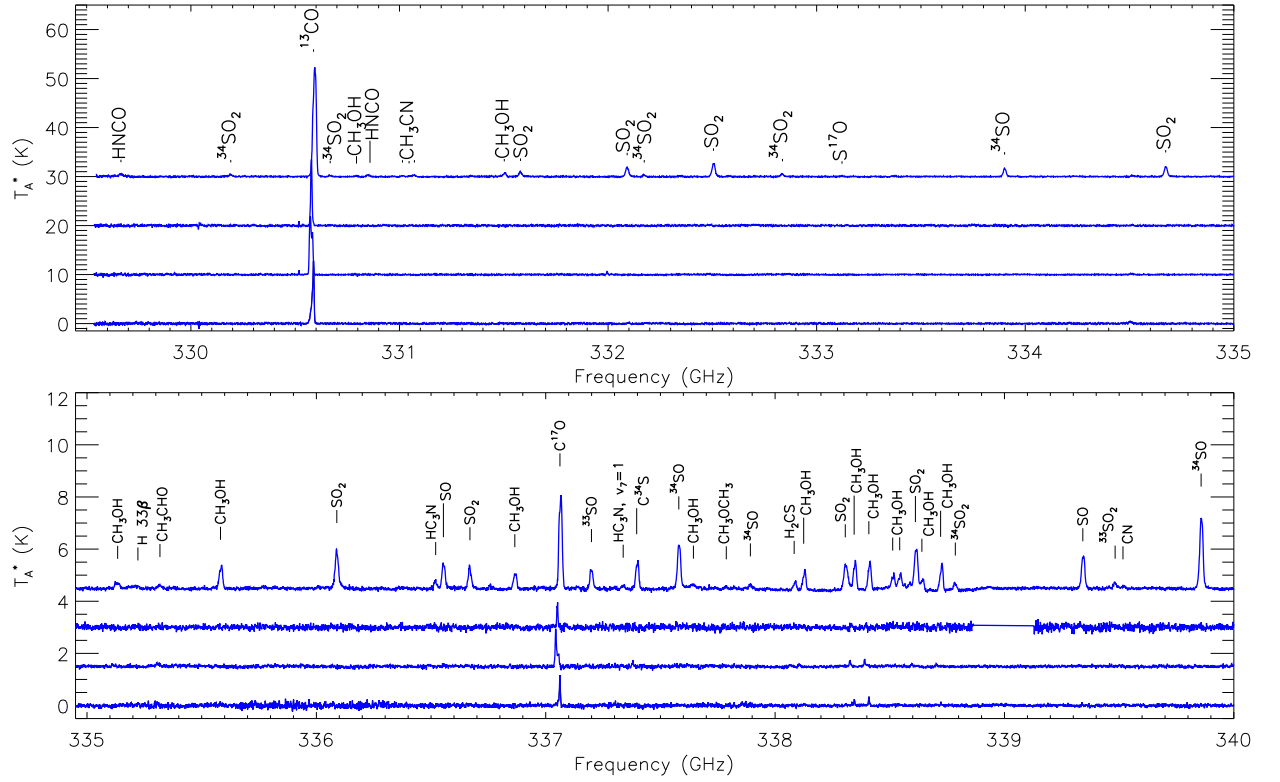 60
50
40
30
20
10
0
T_A* (K)
HNCO
³⁴SO₂
¹³CO
³⁴SO₂
CH₃OH
HNCO
CH₃CN
CH₃OH
SO₂
SO₂
³⁴SO₂
SO₂
³⁴SO₂
S¹⁷O
³⁴SO
SO₂
330 331 332 333 334 335
Frequency (GHz)
12
10
8
6
4
2
0
T_A* (K)
CH₃OH
H 33β
CH₃CHO
CH₃OH
SO₂
HC₃N
SO
SO₂
CH₃OH
C¹⁷O
³³SO
HC₃N, v₇=1
C³⁴S
³⁴SO
CH₃OH
CH₃OCH₃
³⁴SO
H₂CS
CH₃OH
SO₂
CH₃OH
CH₃OH
CH₃OH
SO₂
CH₃OH
CH₃OH
³⁴SO₂
SO
³³SO₂
CN
³⁴SO
335 336 337 338 339 340
Frequency (GHz)